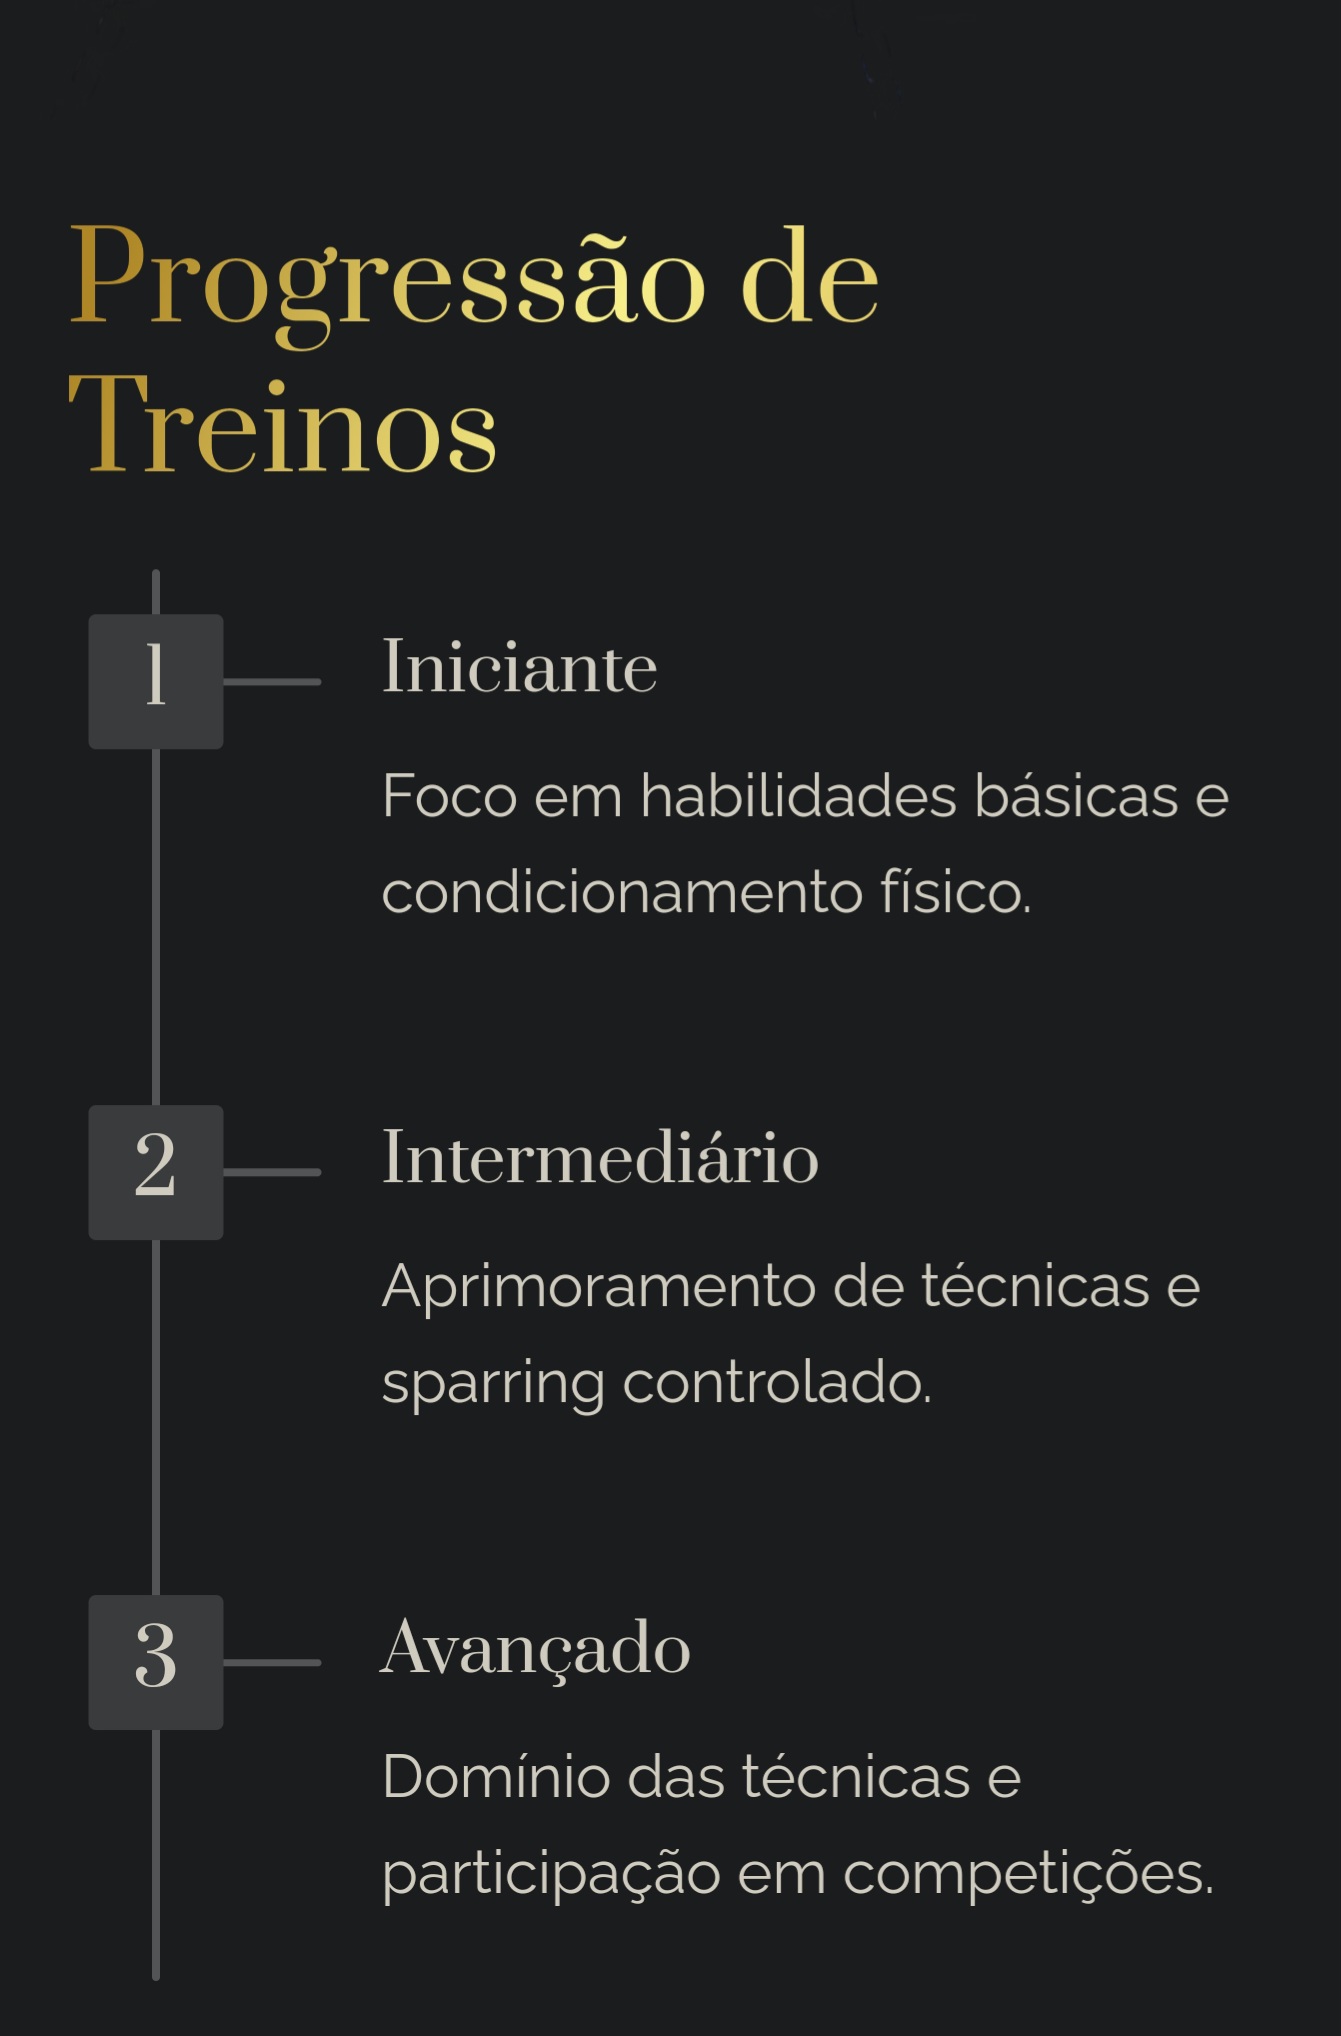 Progressão de
Treinos
1
Iniciante
Foco em habilidades básicas e
condicionamento físico.
2
Intermediário
Aprimoramento de técnicas e
sparring controlado.
3
Avançado
Domínio das técnicas e
participação em competições.